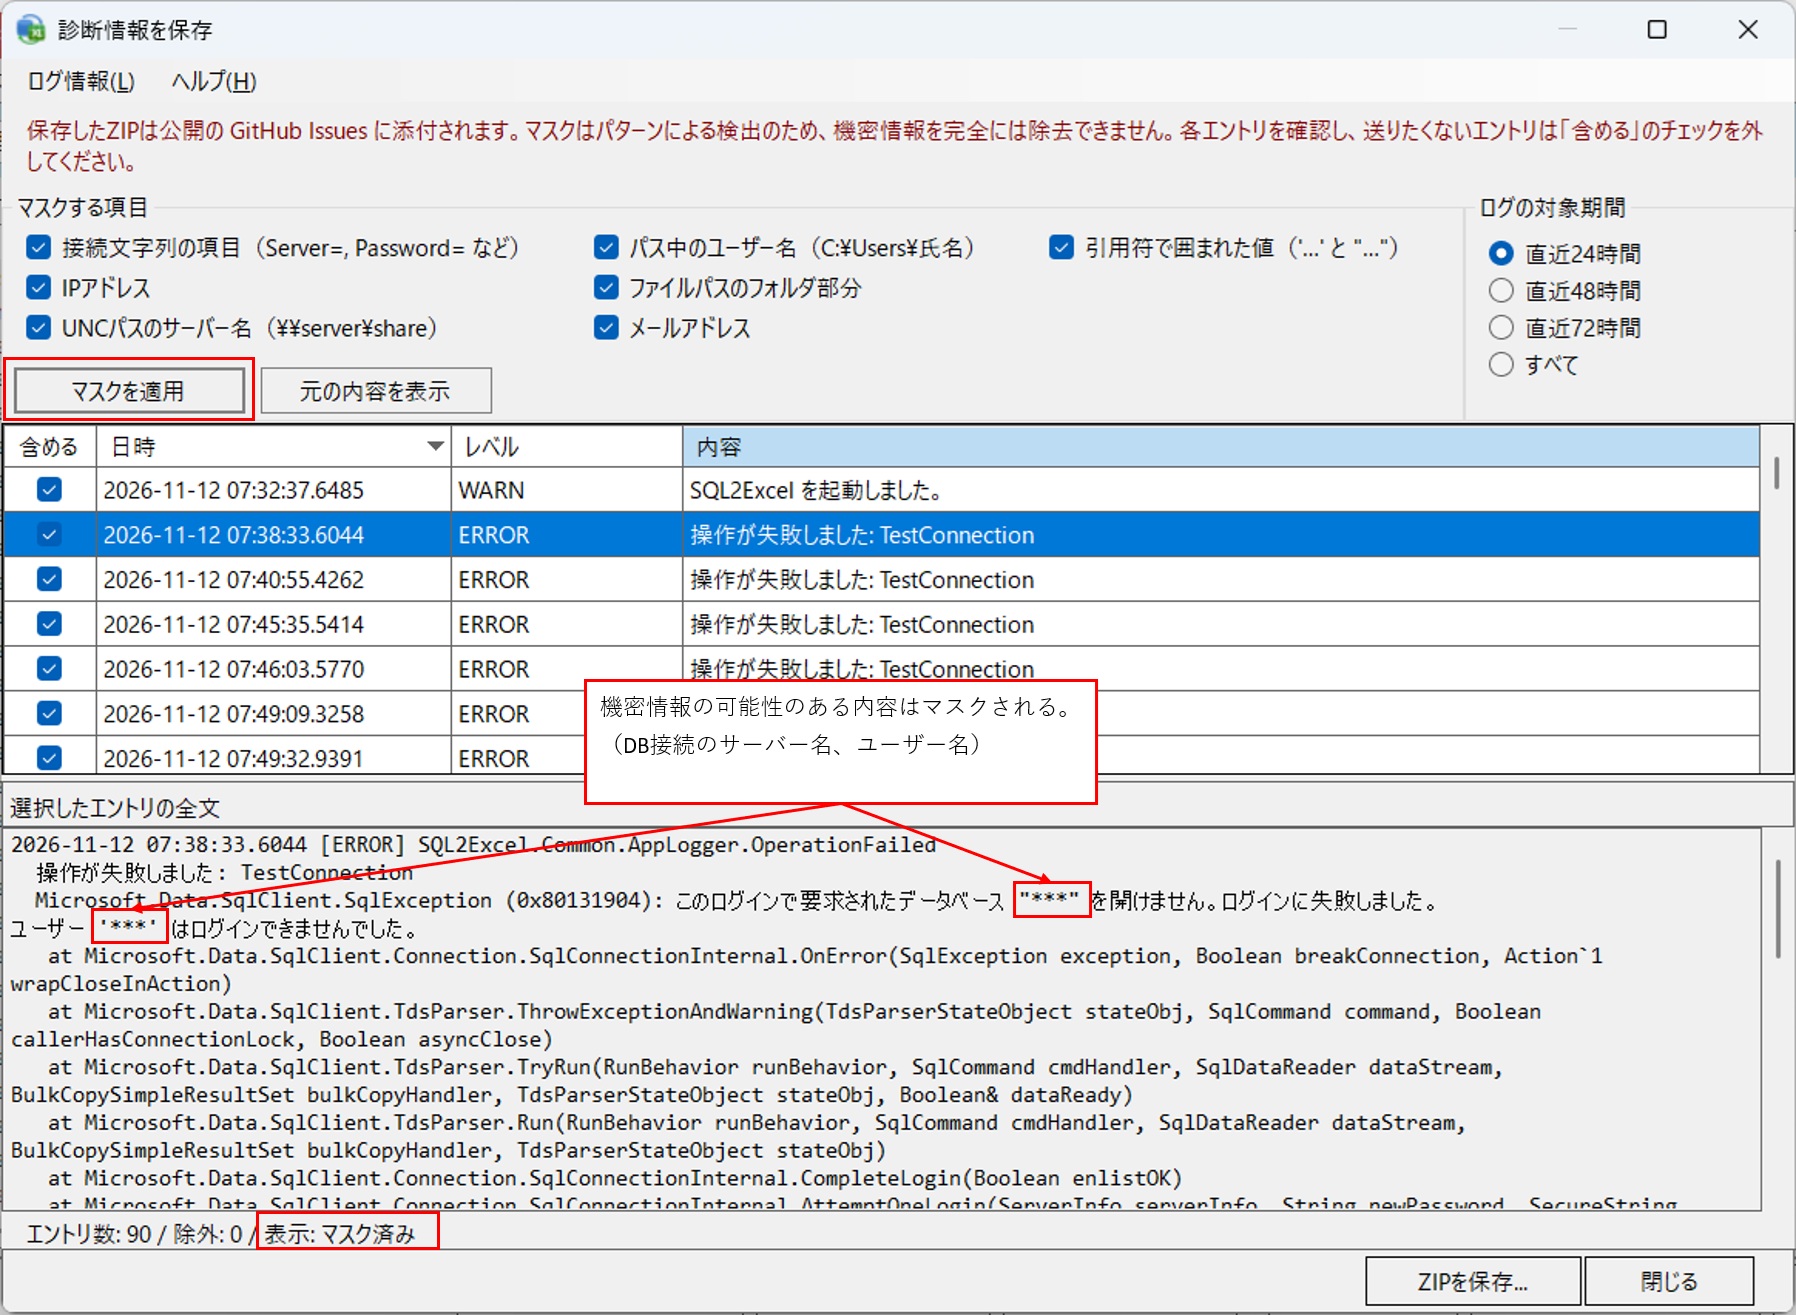 診断情報を保存
ログ情報(L) ヘルプ(H)
保存したZIPは公開の GitHub Issues に添付されます。マスクはパターンによる検出のため、機密情報を完全には除去できません。各エントリを確認し、送りたくないエントリは「含める」のチェックを外
してください。
マスクする項目
ログの対象期間
接続文字列の項目（Server=, Password= など） パス中のユーザー名（C:¥Users¥氏名） 引用符で囲まれた値（'...' と "..."）
直近24時間
IPアドレス ファイルパスのフォルダ部分
直近48時間
UNCパスのサーバー名（¥¥server¥share） メールアドレス
直近72時間
すべて
マスクを適用 元の内容を表示
含める 日時 レベル 内容
2026-11-12 07:32:37.6485 WARN SQL2Excel を起動しました。
2026-11-12 07:38:33.6044 ERROR 操作が失敗しました: TestConnection
2026-11-12 07:40:55.4262 ERROR 操作が失敗しました: TestConnection
2026-11-12 07:45:35.5414 ERROR 操作が失敗しました: TestConnection
2026-11-12 07:46:03.5770 ERROR 操作が失敗しました: TestConnection
2026-11-12 07:49:09.3258 ERROR
2026-11-12 07:49:32.9391 ERROR
機密情報の可能性のある内容はマスクされる。
（DB接続のサーバー名、ユーザー名）
選択したエントリの全文
2026-11-12 07:38:33.6044 [ERROR] SQL2Excel.Common.AppLogger.OperationFailed
操作が失敗しました: TestConnection
Microsoft.Data.SqlClient.SqlException (0x80131904): このログインで要求されたデータベース "***" を開けません。ログインに失敗しました。
ユーザー '***' はログインできませんでした。
at Microsoft.Data.SqlClient.Connection.SqlConnectionInternal.OnError(SqlException exception, Boolean breakConnection, Action`1
wrapCloseInAction)
at Microsoft.Data.SqlClient.TdsParser.ThrowExceptionAndWarning(TdsParserStateObject stateObj, SqlCommand command, Boolean
callerHasConnectionLock, Boolean asyncClose)
at Microsoft.Data.SqlClient.TdsParser.TryRun(RunBehavior runBehavior, SqlCommand cmdHandler, SqlDataReader dataStream,
BulkCopySimpleResultSet bulkCopyHandler, TdsParserStateObject stateObj, Boolean& dataReady)
at Microsoft.Data.SqlClient.TdsParser.Run(RunBehavior runBehavior, SqlCommand cmdHandler, SqlDataReader dataStream,
BulkCopySimpleResultSet bulkCopyHandler, TdsParserStateObject stateObj)
at Microsoft.Data.SqlClient.Connection.SqlConnectionInternal.CompleteLogin(Boolean enlistOK)
at Microsoft.Data.SqlClient.Connection.SqlConnectionInternal.AttemptOneLogin(ServerInfo serverInfo, String newPassword, SecureString
エントリ数: 90 / 除外: 0 / 表示: マスク済み
ZIPを保存... 閉じる